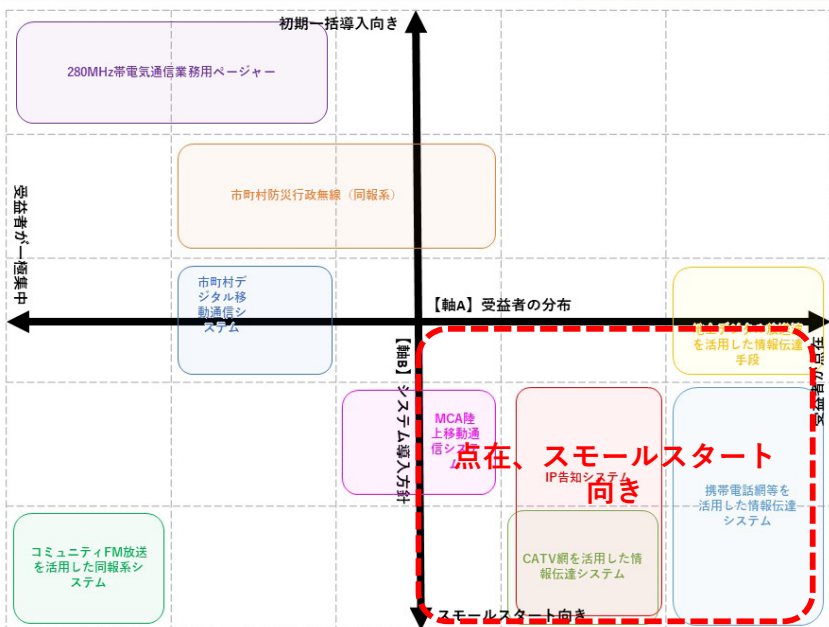 初期一括導入向き
280MHz帯電気通信業務用ページャー
市町村防災行政無線（同報系）
受益者が一極集中
市町村デ
ジタル移
動通信シ
ステム
【軸A】受益者の分布
を活用した情報伝達
手段
【軸B】システム導入方針
MCA陸
上移動通
信システ
ム
点在、スモールスタート
向き
IP告知システム
携帯電話網等を
活用した情報伝達
システム
コミュニティFM放送
を活用した同報系シ
ステム
CATV網を活用した情
報伝達システム
スモールスタート向き